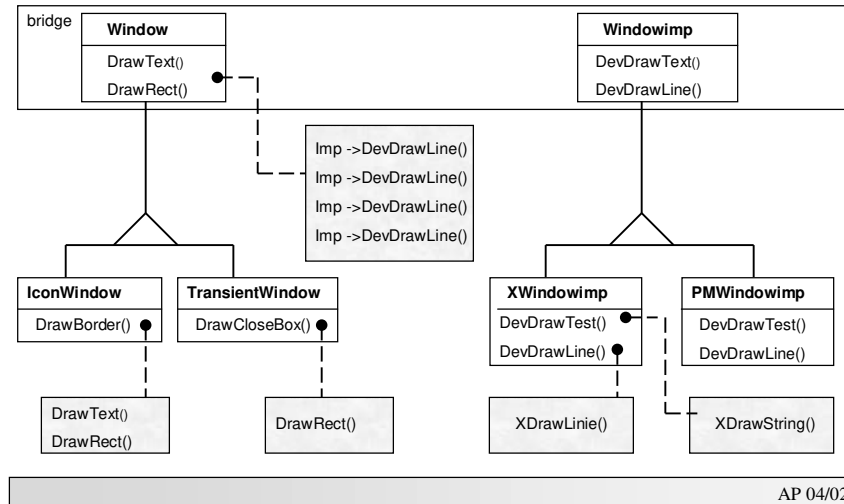 bridge
Window
DrawText()
DrawRect()
Windowimp
DevDrawText()
DevDrawLine()
Imp ->DevDrawLine()
Imp ->DevDrawLine()
Imp ->DevDrawLine()
Imp ->DevDrawLine()
IconWindow
DrawBorder()
TransientWindow
DrawCloseBox()
XWindowimp
DevDrawTest()
DevDrawLine()
PMWindowimp
DevDrawTest()
DevDrawLine()
DrawText()
DrawRect()
DrawRect()
XDrawLinie()
XDrawString()
AP 04/02